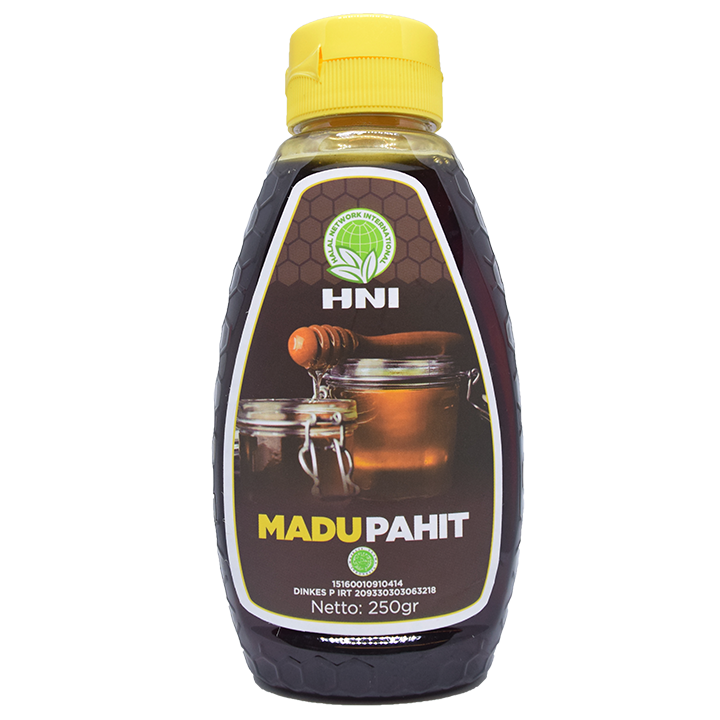 HALAL NETWORK INTERNATIONAL
HNI
MADU PAHIT
15160010910414
DINKES P IRT 209330303063218
Netto: 250gr